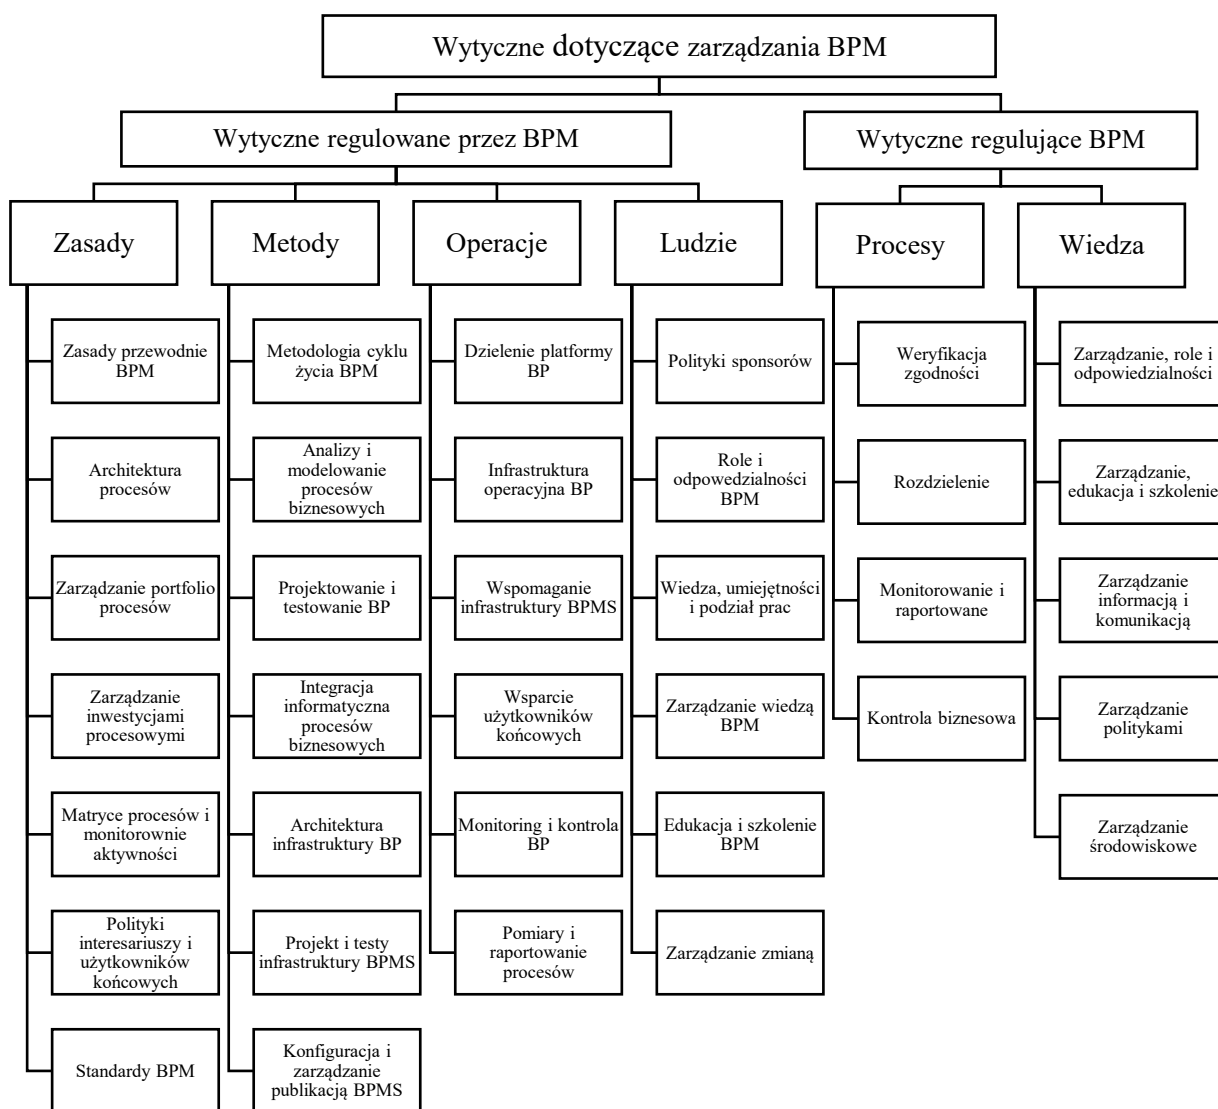 Wytyczne dotyczące zarządzania BPM
Wytyczne regulowane przez BPM
Wytyczne regulujące BPM
Zasady
Metody
Operacje
Ludzie
Procesy
Wiedza
Zasady przewodnie
BPM
Architektura
procesów
Zarządzanie portfolio
procesów
Zarządzanie
inwestycjami
procesowymi
Matryce procesów i
monitorownie
aktywności
Polityki
interesariuszy i
użytkowników
końcowych
Standardy BPM
Metodologia cyklu
życia BPM
Analizy i
modelowanie
procesów
biznesowych
Projektowanie i
testowanie BP
Integracja
informatyczna
procesów
biznesowych
Architektura
infrastruktury BP
Projekt i testy
infrastruktury BPMS
Konfiguracja i
zarządzanie
publikacją BPMS
Dzielenie platformy
BP
Infrastruktura
operacyjna BP
Wspomaganie
infrastruktury BPMS
Wsparcie
użytkowników
końcowych
Monitoring i kontrola
BP
Pomiary i
raportowanie
procesów
Polityki sponsorów
Role i
odpowedzialności
BPM
Wiedza, umiejętności
i podział prac
Zarządzanie wiedzą
BPM
Edukacja i szkolenie
BPM
Zarządzanie zmianą
Weryfikacja
zgodności
Rozdzielenie
Monitorowanie i
raportowane
Kontrola biznesowa
Zarządzanie, role i
odpowiedzialności
Zarządzanie,
edukacja i szkolenie
Zarządzanie
informacją i
komunikacją
Zarządzanie
politykami
Zarządzanie
środowiskowe